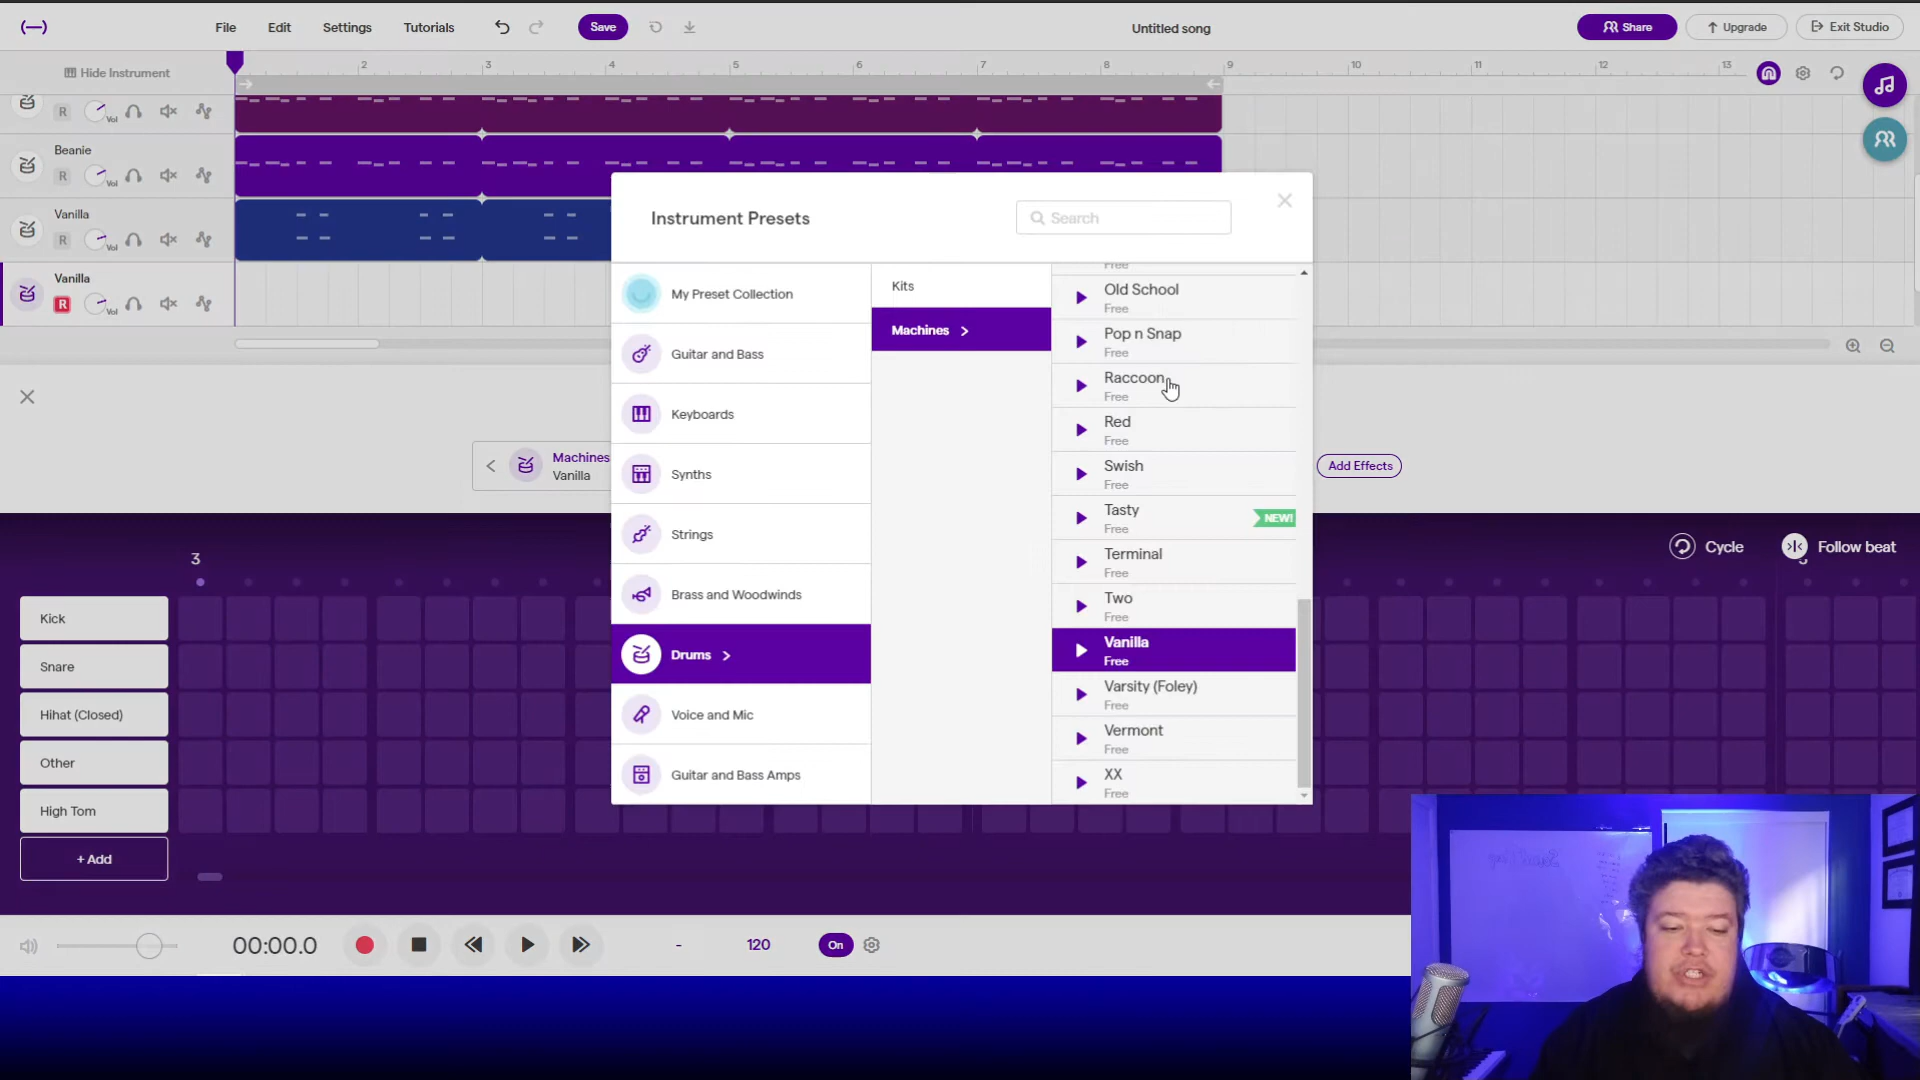 File
Edit
Settings
Tutorials
Save
Untitled song
Share
Upgrade
Exit Studio
Hide Instrument
2
3
4
5
6
7
8
9
10
11
12
13
R
Vol
Beanie
R
Vol
Vanilla
R
Vol
Vanilla
R
Vol
Instrument Presets
Search
My Preset Collection
Guitar and Bass
Keyboards
Synths
Strings
Brass and Woodwinds
Drums
Voice and Mic
Guitar and Bass Amps
Kits
Machines
Free
Old School
Free
Pop n Snap
Free
Raccoon
Free
Red
Free
Swish
Free
Tasty
Free
NEW!
Terminal
Free
Two
Free
Vanilla
Free
Varsity (Foley)
Free
Vermont
Free
XX
Free
Machines
Vanilla
Add Effects
3
Cycle
Follow beat
Kick
Snare
Hihat (Closed)
Other
High Tom
+ Add
00:00.0
-
120
On